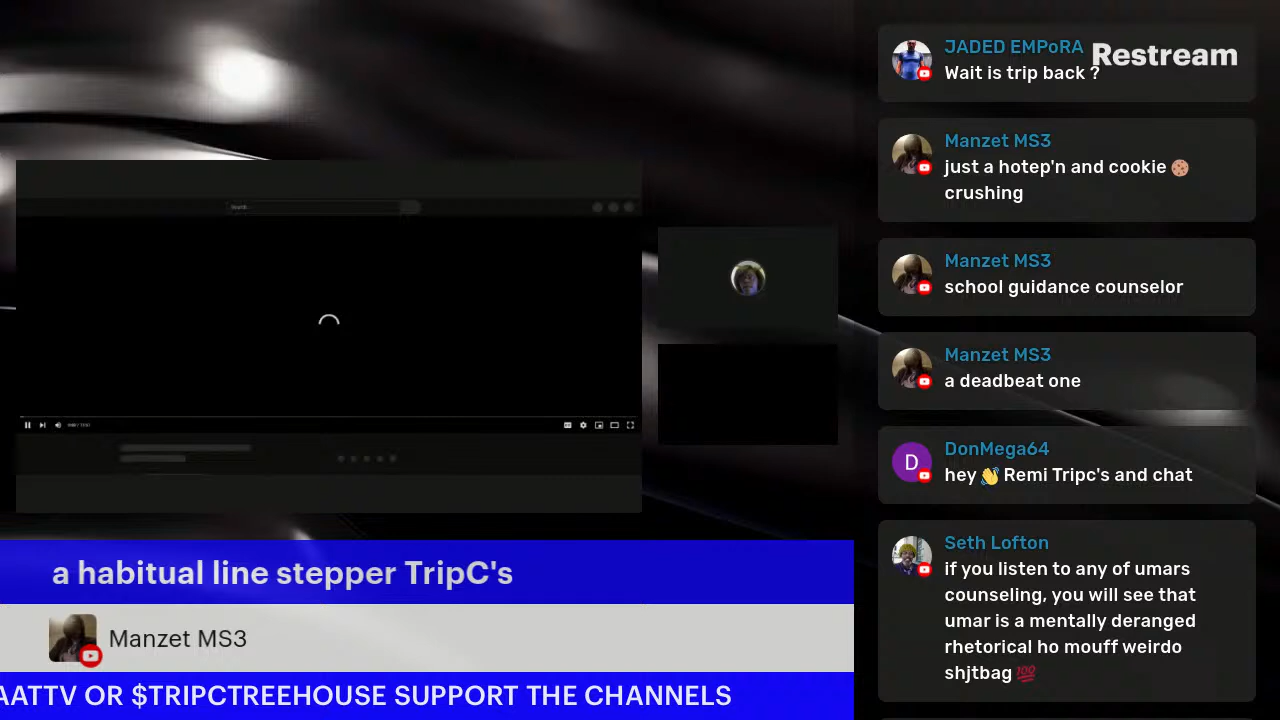 JADED EMPoRA
Restream
Wait is trip back ?
Manzet MS3
just a hotep'n and cookie 🍪
crushing
Manzet MS3
school guidance counselor
Manzet MS3
a deadbeat one
D
DonMega64
hey 👋 Remi Tripc's and chat
Seth Lofton
if you listen to any of umars
counseling, you will see that
umar is a mentally deranged
rhetorical ho mouff weirdo
shjtbag 💯
a habitual line stepper TripC's
Manzet MS3
AATTV OR $TRIPCTREEHOUSE SUPPORT THE CHANNELS